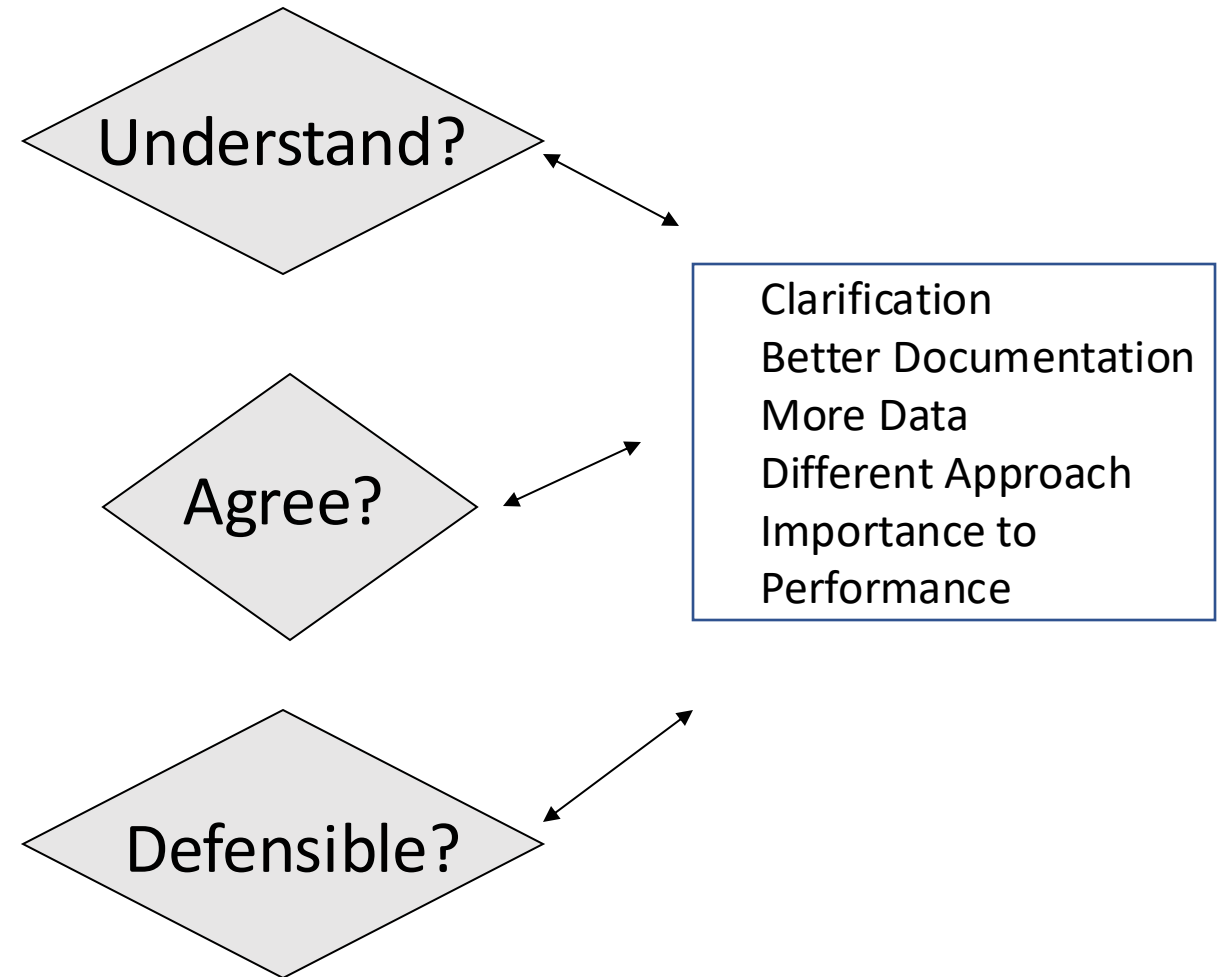 Understand?
Clarification
Better Documentation
More Data
Different Approach
Importance to
Performance
Agree?
Defensible?